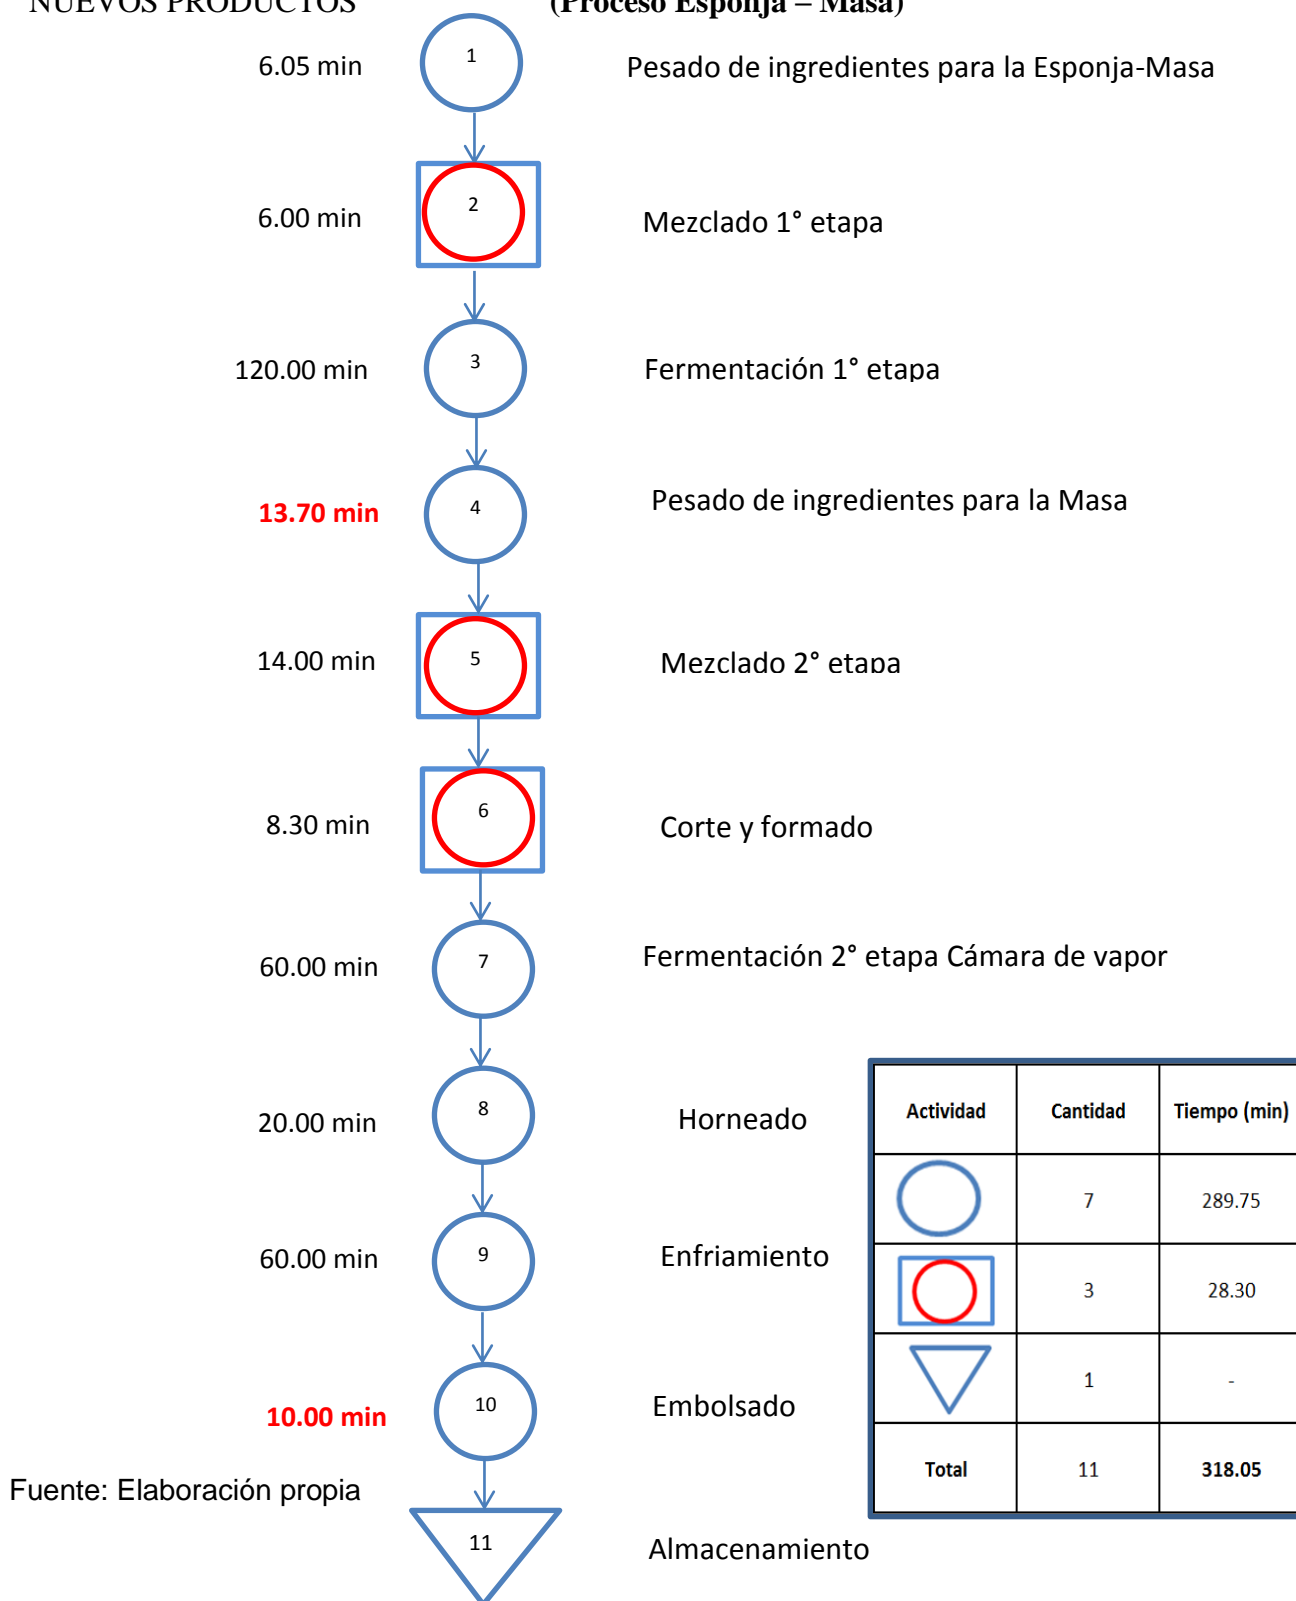 NUEVOS PRODUCTOS (Proceso Esponja – Masa)
6.05 min 1 Pesado de ingredientes para la Esponja-Masa
6.00 min 2 Mezclado 1° etapa
120.00 min 3 Fermentación 1° etapa
13.70 min 4 Pesado de ingredientes para la Masa
14.00 min 5 Mezclado 2° etapa
8.30 min 6 Corte y formado
60.00 min 7 Fermentación 2° etapa Cámara de vapor
20.00 min 8 Horneado
60.00 min 9 Enfriamiento
10.00 min 10 Embolsado
Fuente: Elaboración propia
11 Almacenamiento
Actividad Cantidad Tiempo (min)
7 289.75
3 28.30
1 -
Total 11 318.05